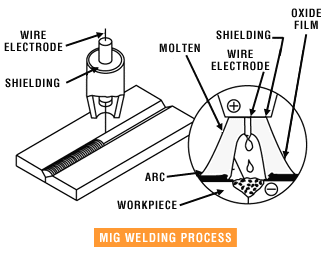 WIRE
ELECTRODE
SHIELDING
MOLTEN
SHIELDING
WIRE
ELECTRODE
OXIDE
FILM
+
ARC
WORKPIECE
−
MIG WELDING PROCESS